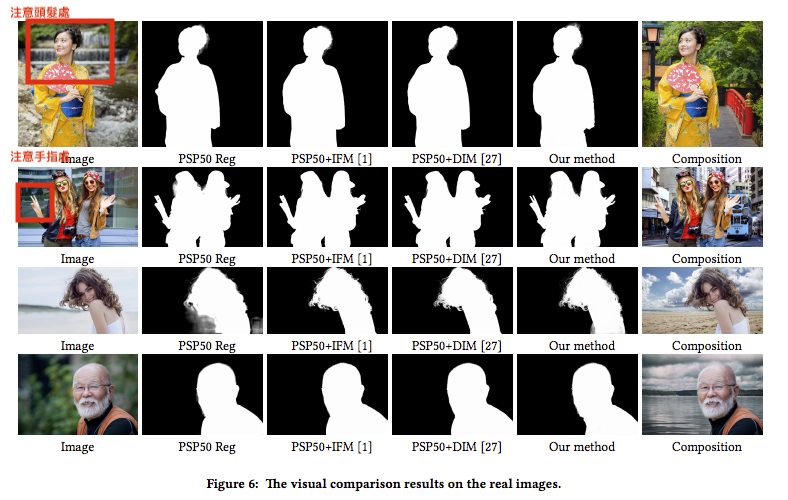 注意頭髮處
Image PSP50 Reg PSP50+IFM [1] PSP50+DIM [27] Our method Composition
注意手指處
Image PSP50 Reg PSP50+IFM [1] PSP50+DIM [27] Our method Composition
Image PSP50 Reg PSP50+IFM [1] PSP50+DIM [27] Our method Composition
Image PSP50 Reg PSP50+IFM [1] PSP50+DIM [27] Our method Composition
Figure 6: The visual comparison results on the real images.